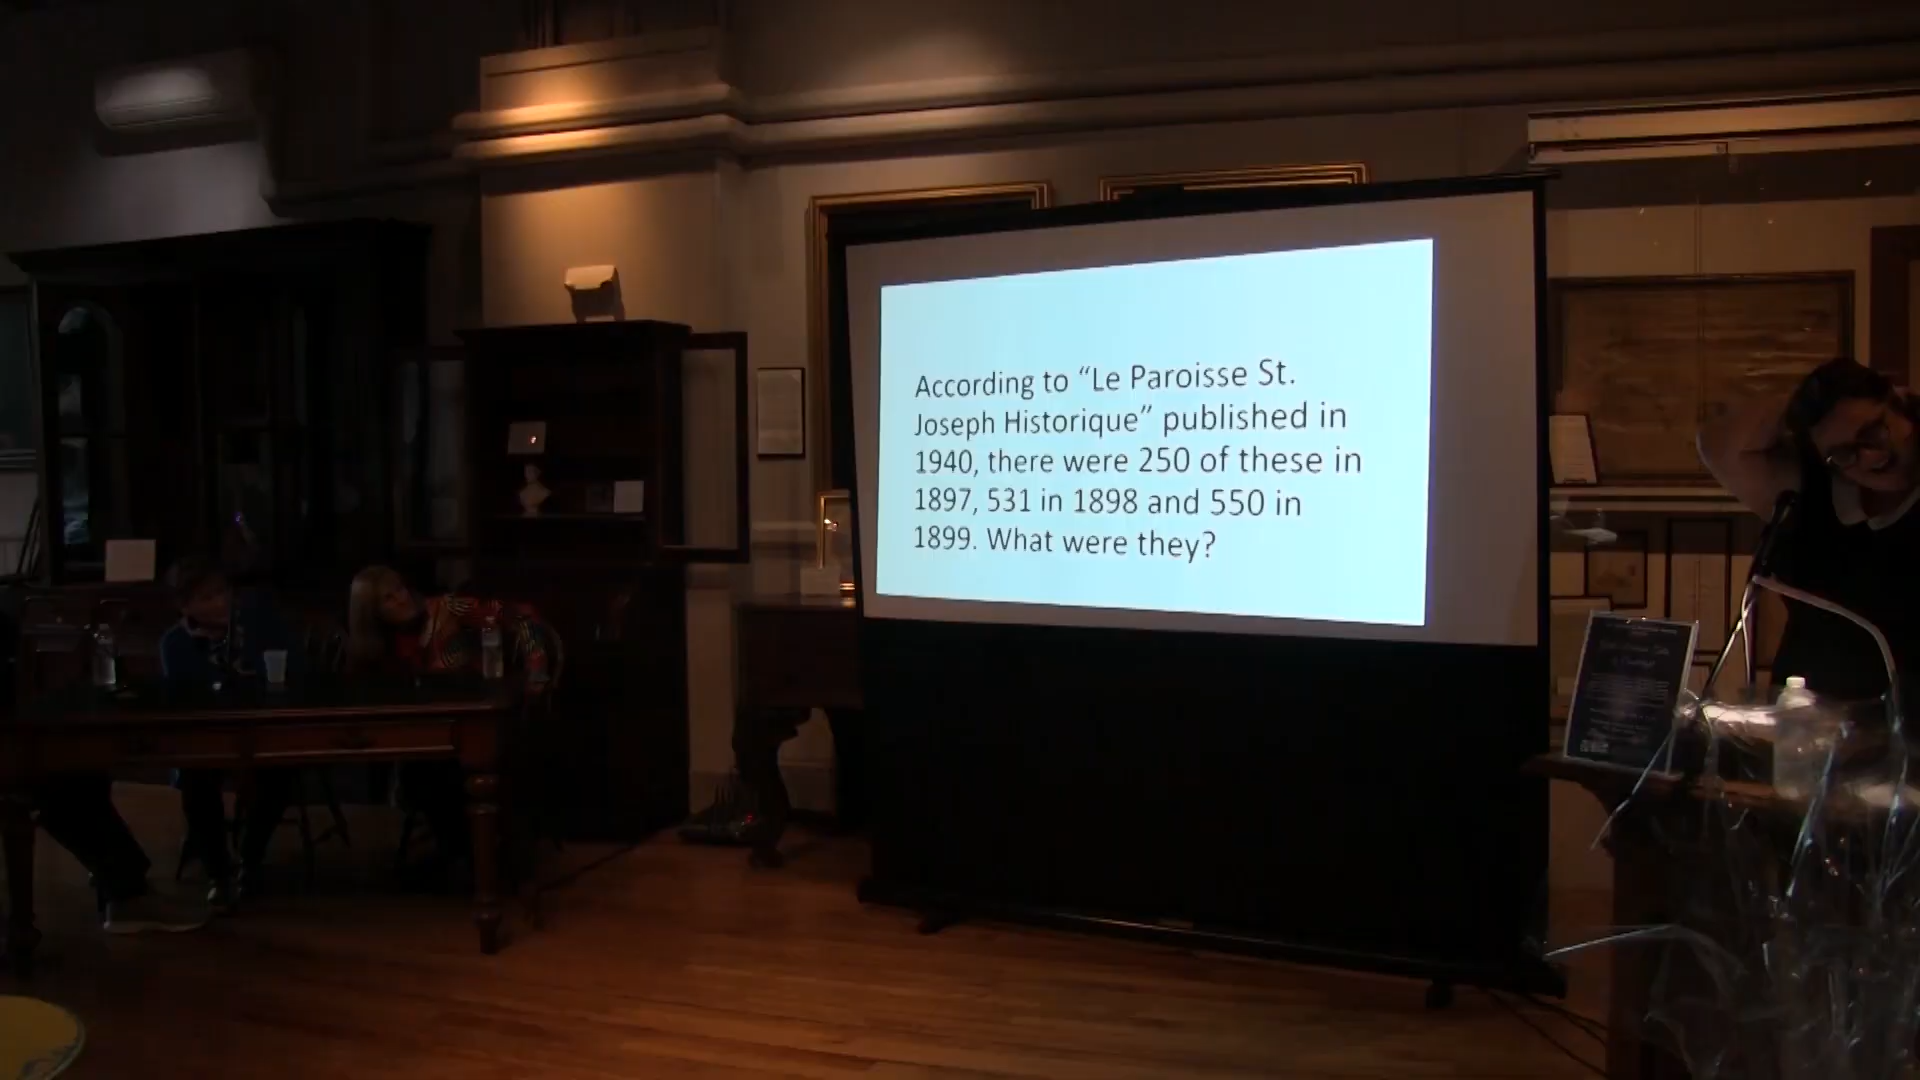 According to “Le Paroisse St.
Joseph Historique” published in
1940, there were 250 of these in
1897, 531 in 1898 and 550 in
1899. What were they?